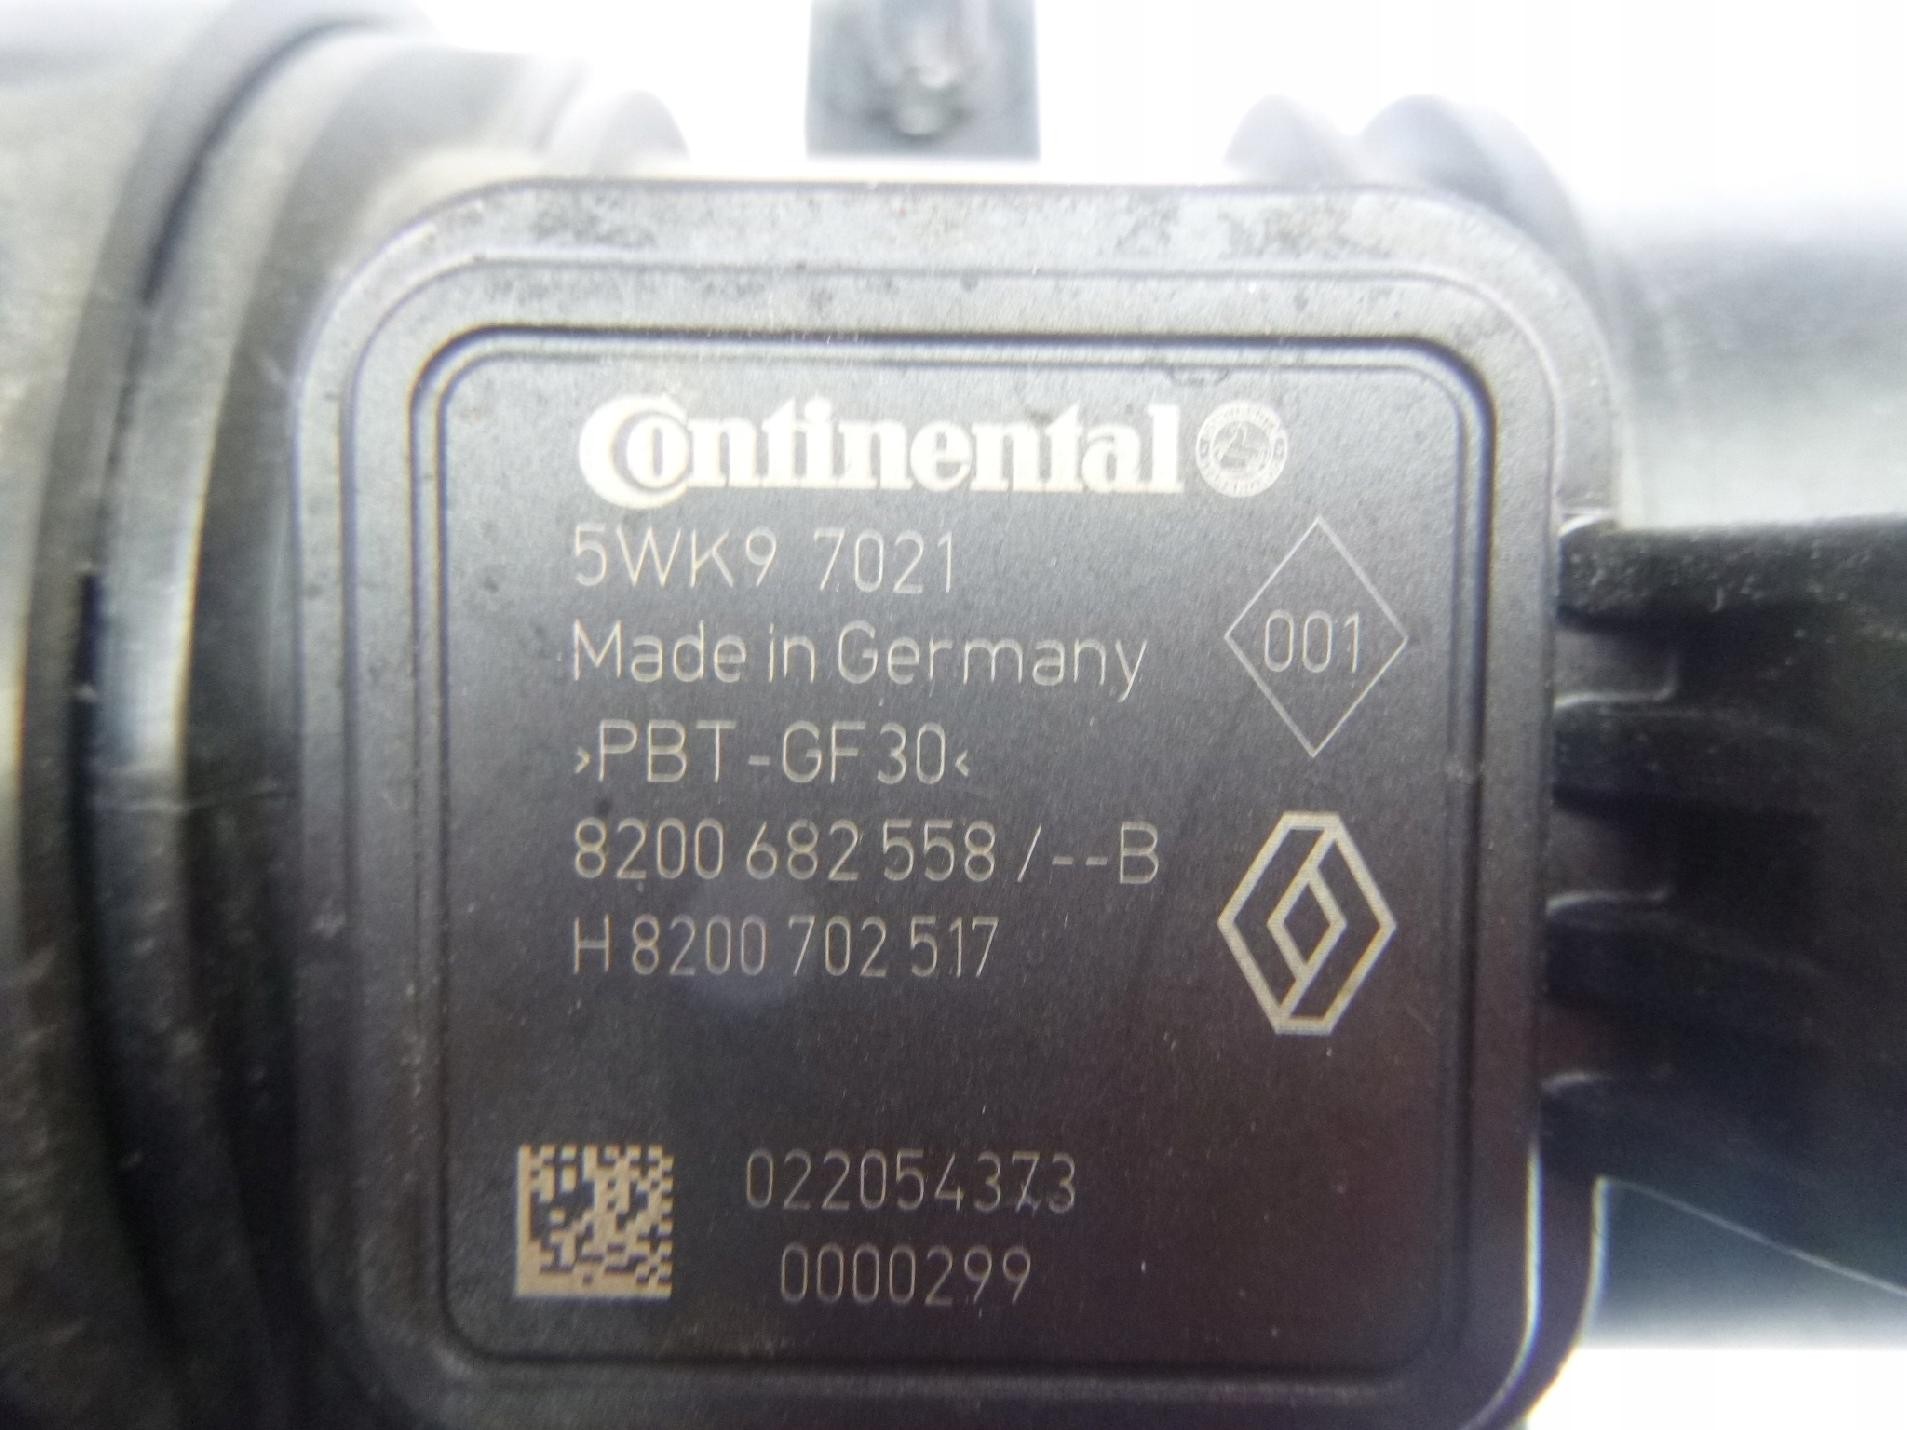 Continental
5WK9 7021
Made in Germany
001
›PBT-GF30‹
8200 682 558 /--B
H 8200 702 517
022054373
0000299